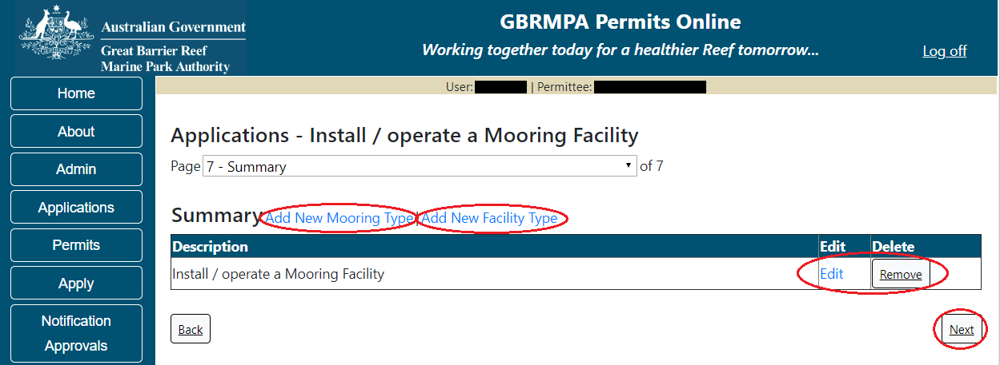 Australian Government
Great Barrier Reef
Marine Park Authority
GBRMPA Permits Online
Working together today for a healthier Reef tomorrow...
Log off
User: | Permittee:
Home
About
Admin
Applications
Permits
Apply
Notification
Approvals
Applications - Install / operate a Mooring Facility
Page 7 - Summary of 7
Summary Add New Mooring Type | Add New Facility Type
Description Edit Delete
Install / operate a Mooring Facility Edit Remove
Back Next